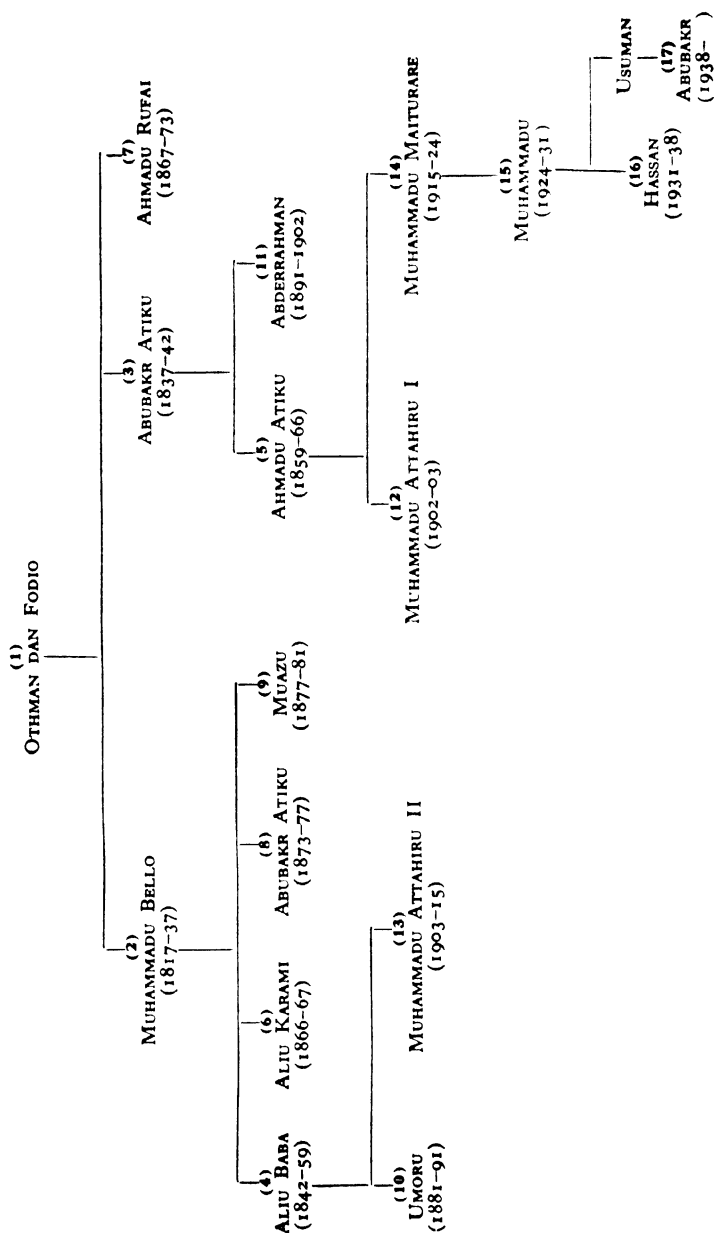 (1)
OTHMAN DAN FODIO
(2)
MUHAMMADU BELLO
(1817–37)
(3)
ABUBAKR ATIKU
(1837–42)
(7)
AHMADU RUFAI
(1867–73)
(4)
ALIU BABA
(1842–59)
(6)
ALIU KARAMI
(1866–67)
(8)
ABUBAKR ATIKU
(1873–77)
(9)
MUAZU
(1877–81)
(5)
AHMADU ATIKU
(1859–66)
(11)
ABDERRAHMAN
(1891–1902)
(10)
UMORU
(1881–91)
(13)
MUHAMMADU ATTAHIRU II
(1903–15)
(12)
MUHAMMADU ATTAHIRU I
(1902–03)
(14)
MUHAMMADU MAITURARE
(1915–24)
(15)
MUHAMMADU
(1924–31)
(16)
HASSAN
(1931–38)
USUMAN
(17)
ABUBAKR
(1938– )